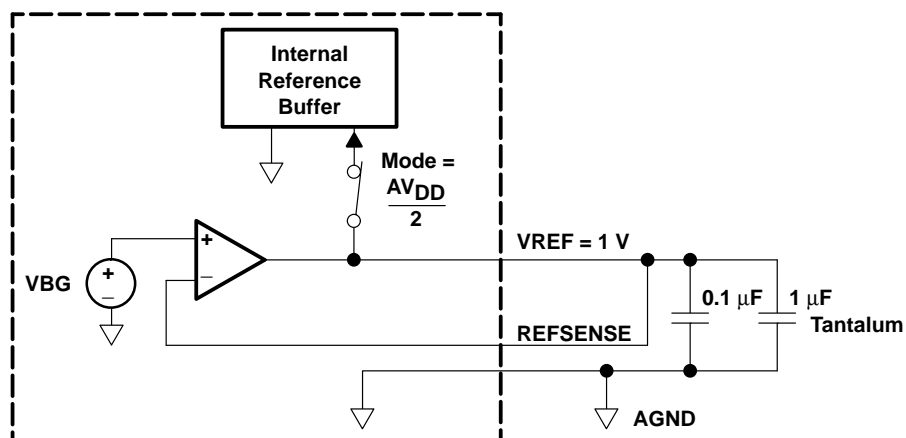 Internal
Reference
Buffer
Mode =
AVDD
2
+
−
VBG
+
−
VREF = 1 V
REFSENSE
0.1 μF
1 μF
Tantalum
AGND